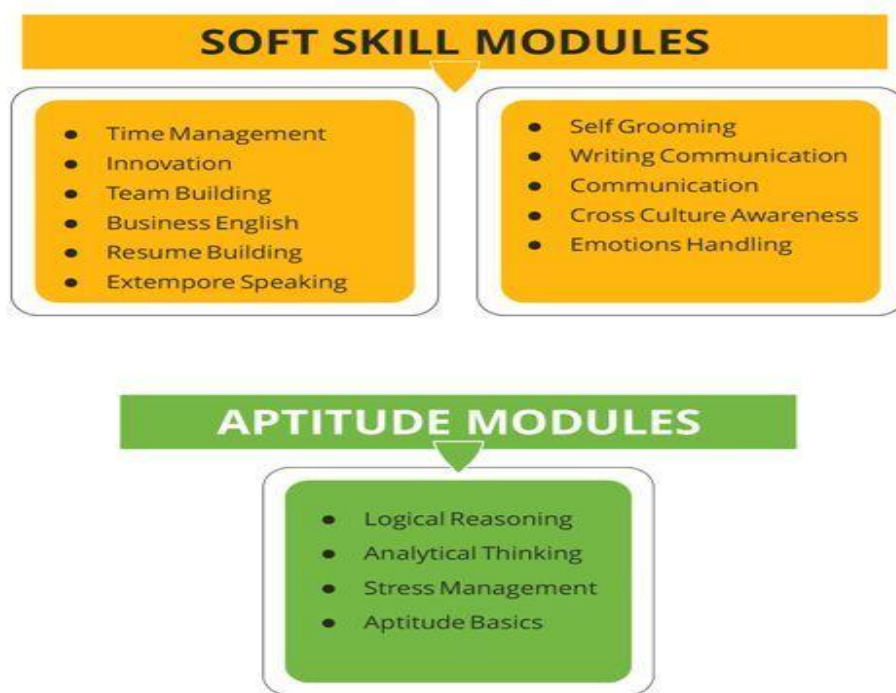 SOFT SKILL MODULES
● Time Management
● Innovation
● Team Building
● Business English
● Resume Building
● Extempore Speaking
● Self Grooming
● Writing Communication
● Communication
● Cross Culture Awareness
● Emotions Handling
APTITUDE MODULES
● Logical Reasoning
● Analytical Thinking
● Stress Management
● Aptitude Basics